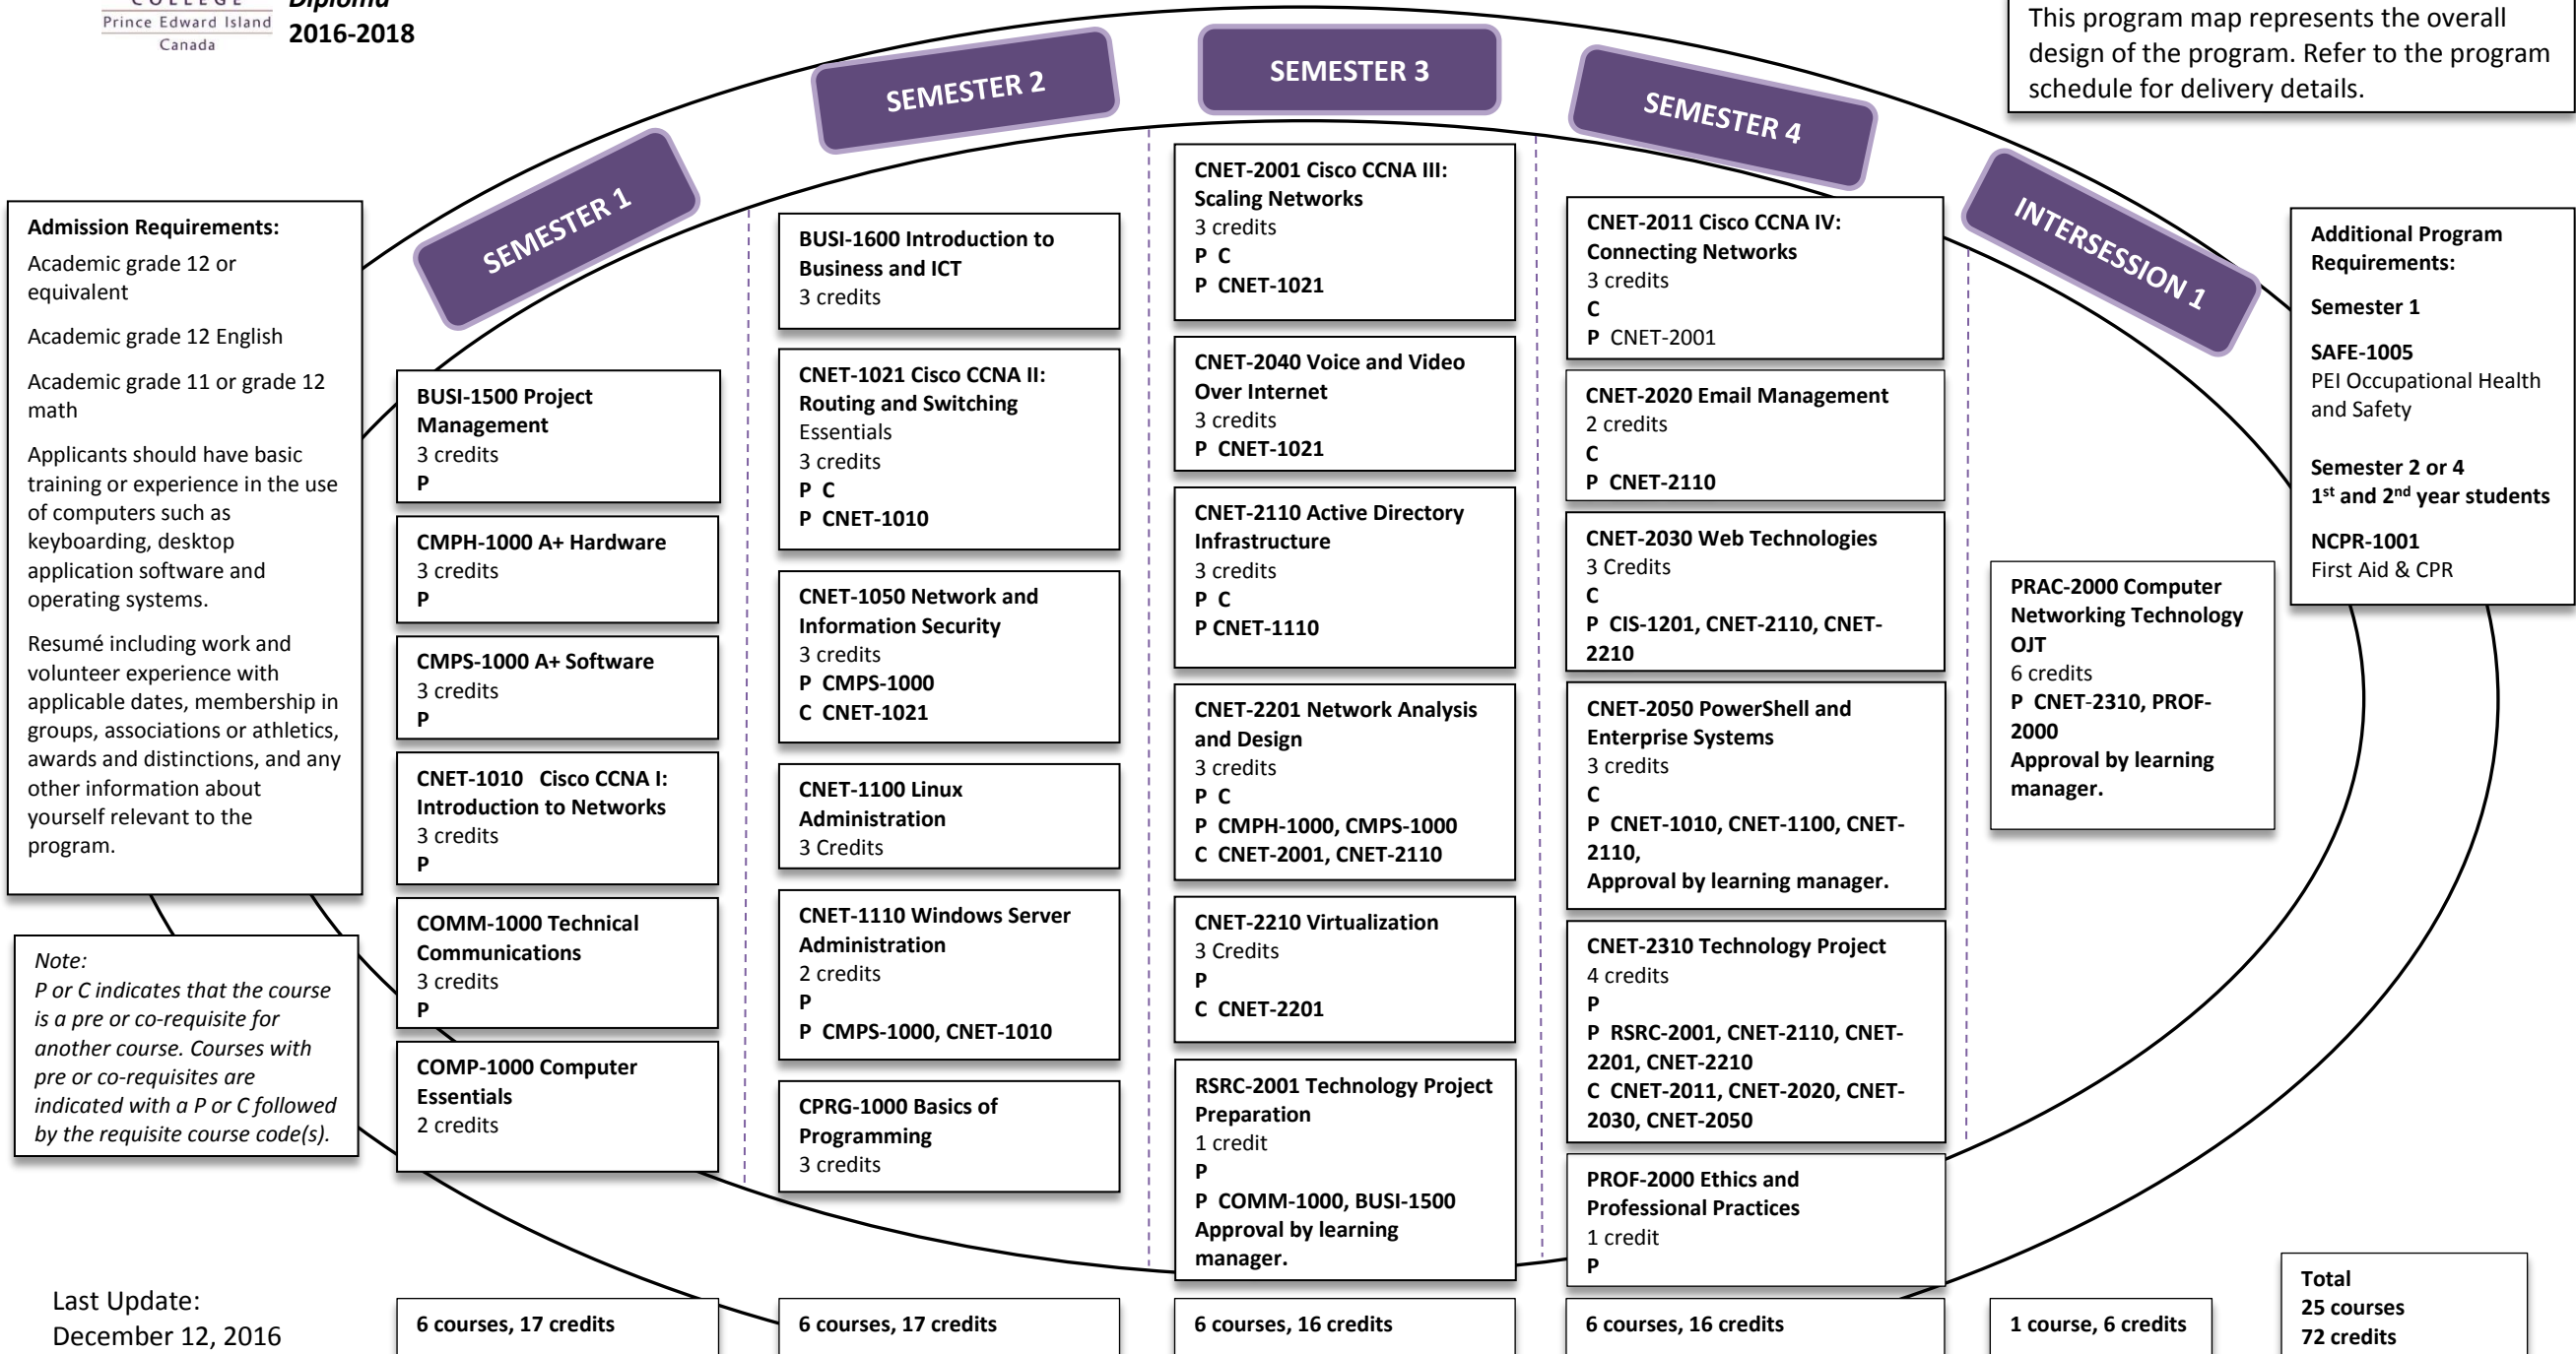 COLLEGE
Prince Edward Island
Canada
Diploma
2016-2018
This program map represents the overall
design of the program. Refer to the program
schedule for delivery details.
SEMESTER 1
SEMESTER 2
SEMESTER 3
SEMESTER 4
INTERSESSION 1
Admission Requirements:
Academic grade 12 or
equivalent
Academic grade 12 English
Academic grade 11 or grade 12
math
Applicants should have basic
training or experience in the use
of computers such as
keyboarding, desktop
application software and
operating systems.
Resumé including work and
volunteer experience with
applicable dates, membership in
groups, associations or athletics,
awards and distinctions, and any
other information about
yourself relevant to the
program.
Note:
P or C indicates that the course
is a pre or co-requisite for
another course. Courses with
pre or co-requisites are
indicated with a P or C followed
by the requisite course code(s).
Last Update:
December 12, 2016
BUSI-1500 Project
Management
3 credits
P
CMPH-1000 A+ Hardware
3 credits
P
CMPS-1000 A+ Software
3 credits
P
CNET-1010 Cisco CCNA I:
Introduction to Networks
3 credits
P
COMM-1000 Technical
Communications
3 credits
P
COMP-1000 Computer
Essentials
2 credits
6 courses, 17 credits
BUSI-1600 Introduction to
Business and ICT
3 credits
CNET-1021 Cisco CCNA II:
Routing and Switching
Essentials
3 credits
P C
P CNET-1010
CNET-1050 Network and
Information Security
3 credits
P CMPS-1000
C CNET-1021
CNET-1100 Linux
Administration
3 Credits
CNET-1110 Windows Server
Administration
2 credits
P
P CMPS-1000, CNET-1010
CPRG-1000 Basics of
Programming
3 credits
6 courses, 17 credits
CNET-2001 Cisco CCNA III:
Scaling Networks
3 credits
P C
P CNET-1021
CNET-2040 Voice and Video
Over Internet
3 credits
P CNET-1021
CNET-2110 Active Directory
Infrastructure
3 credits
P C
P CNET-1110
CNET-2201 Network Analysis
and Design
3 credits
P C
P CMPH-1000, CMPS-1000
C CNET-2001, CNET-2110
CNET-2210 Virtualization
3 Credits
P
C CNET-2201
RSRC-2001 Technology Project
Preparation
1 credit
P
P COMM-1000, BUSI-1500
Approval by learning
manager.
6 courses, 16 credits
CNET-2011 Cisco CCNA IV:
Connecting Networks
3 credits
C
P CNET-2001
CNET-2020 Email Management
2 credits
C
P CNET-2110
CNET-2030 Web Technologies
3 Credits
C
P CIS-1201, CNET-2110, CNET-
2210
CNET-2050 PowerShell and
Enterprise Systems
3 credits
C
P CNET-1010, CNET-1100, CNET-
2110,
Approval by learning manager.
CNET-2310 Technology Project
4 credits
P
P RSRC-2001, CNET-2110, CNET-
2201, CNET-2210
C CNET-2011, CNET-2020, CNET-
2030, CNET-2050
PROF-2000 Ethics and
Professional Practices
1 credit
P
6 courses, 16 credits
PRAC-2000 Computer
Networking Technology
OJT
6 credits
P CNET-2310, PROF-
2000
Approval by learning
manager.
1 course, 6 credits
Additional Program
Requirements:
Semester 1
SAFE-1005
PEI Occupational Health
and Safety
Semester 2 or 4
1st and 2nd year students
NCPR-1001
First Aid & CPR
Total
25 courses
72 credits